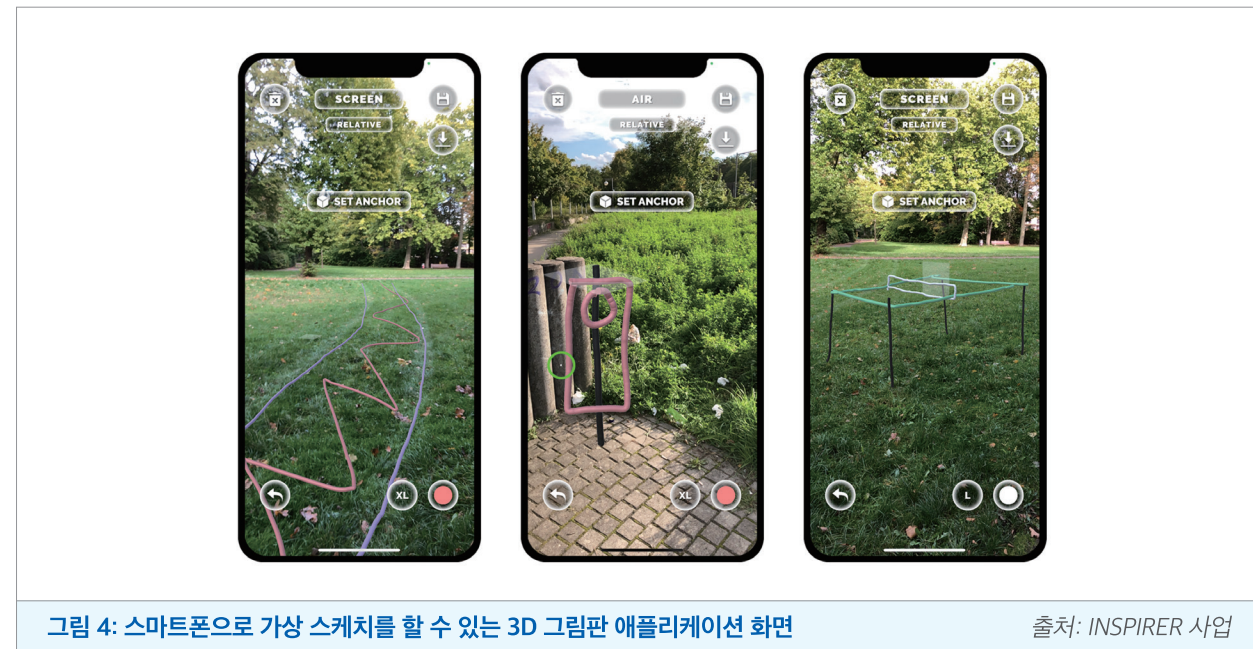 SCREEN
RELATIVE
SET ANCHOR
XL
AIR
RELATIVE
SET ANCHOR
XL
SCREEN
RELATIVE
SET ANCHOR
L
그림 4: 스마트폰으로 가상 스케치를 할 수 있는 3D 그림판 애플리케이션 화면
출처: INSPIRER 사업